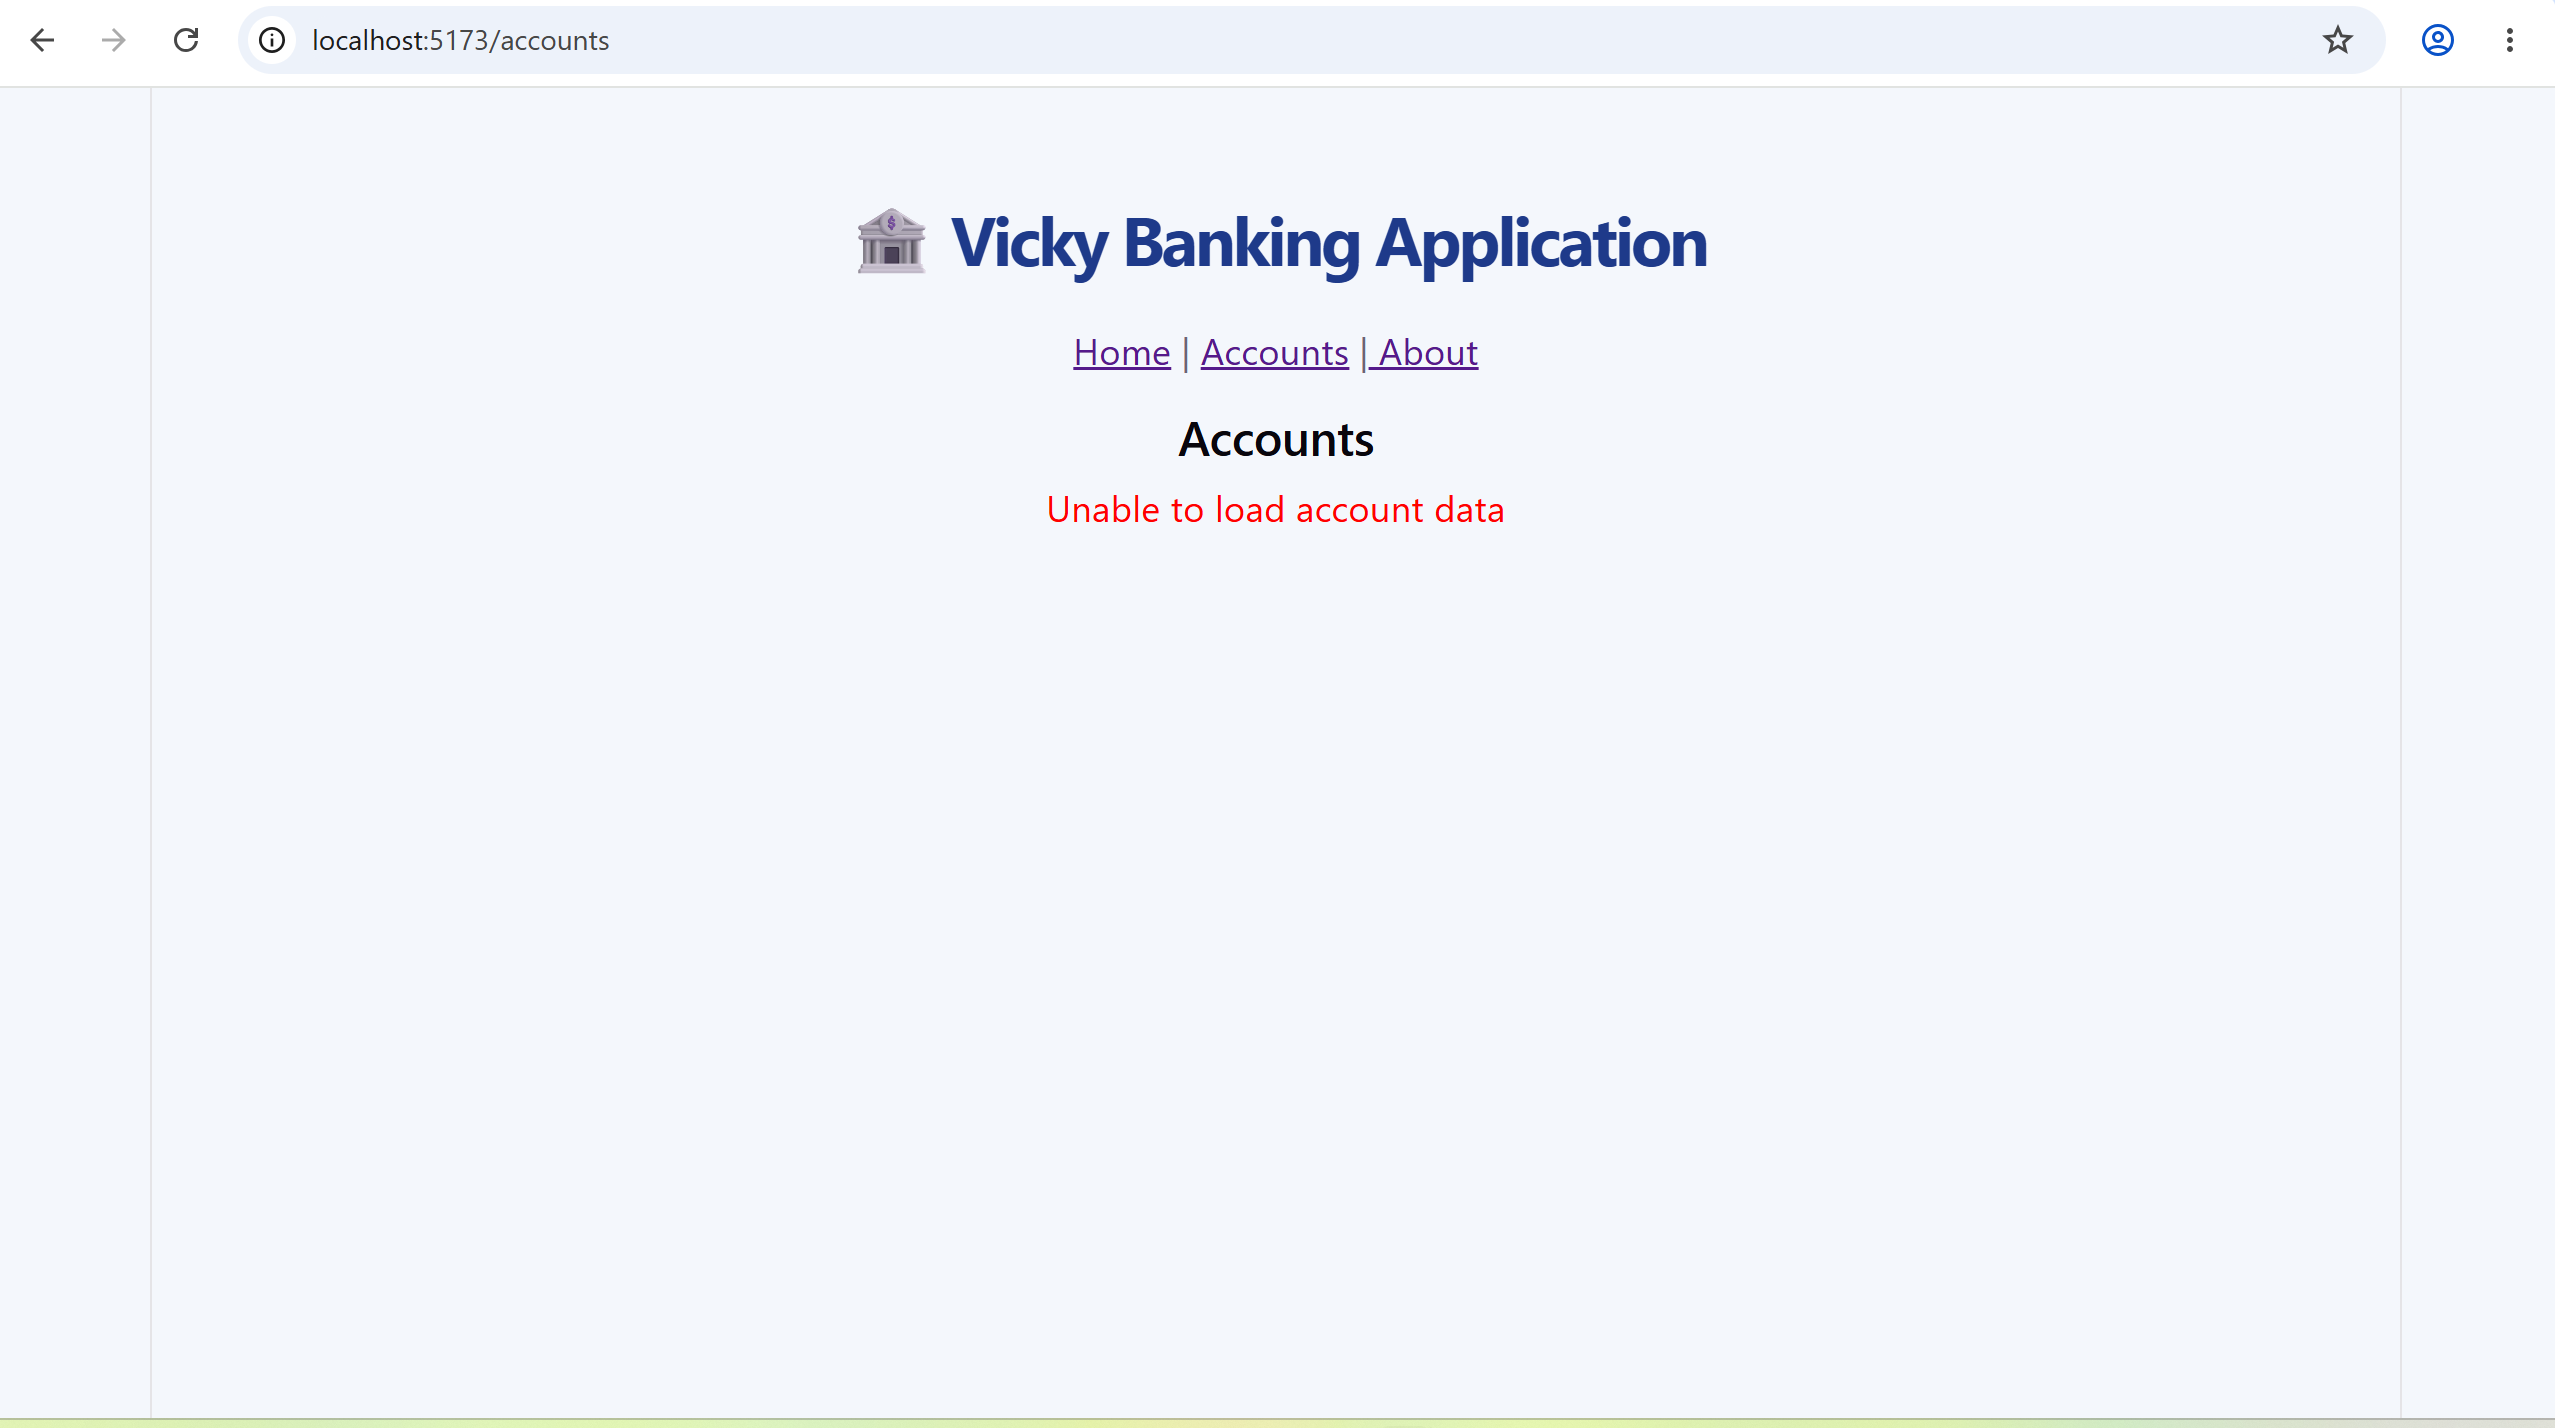 localhost:5173/accounts
Vicky Banking Application
Home | Accounts | About
Accounts
Unable to load account data